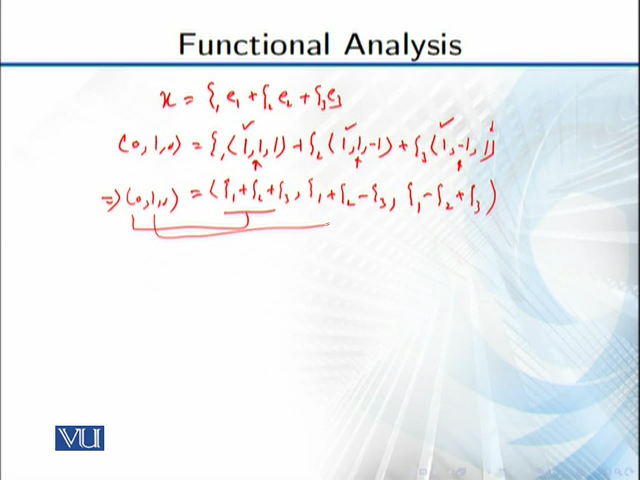 Functional Analysis
x = ξ₁ e₁ + ξ₂ e₂ + ξ₃ e₃
(0, 1, 0) = ξ₁ (1, 1, 1) + ξ₂ (1, 1, -1) + ξ₃ (1, -1, 1)
⇒ (0, 1, 0) = (ξ₁ + ξ₂ + ξ₃, ξ₁ + ξ₂ - ξ₃, ξ₁ - ξ₂ + ξ₃)
VU